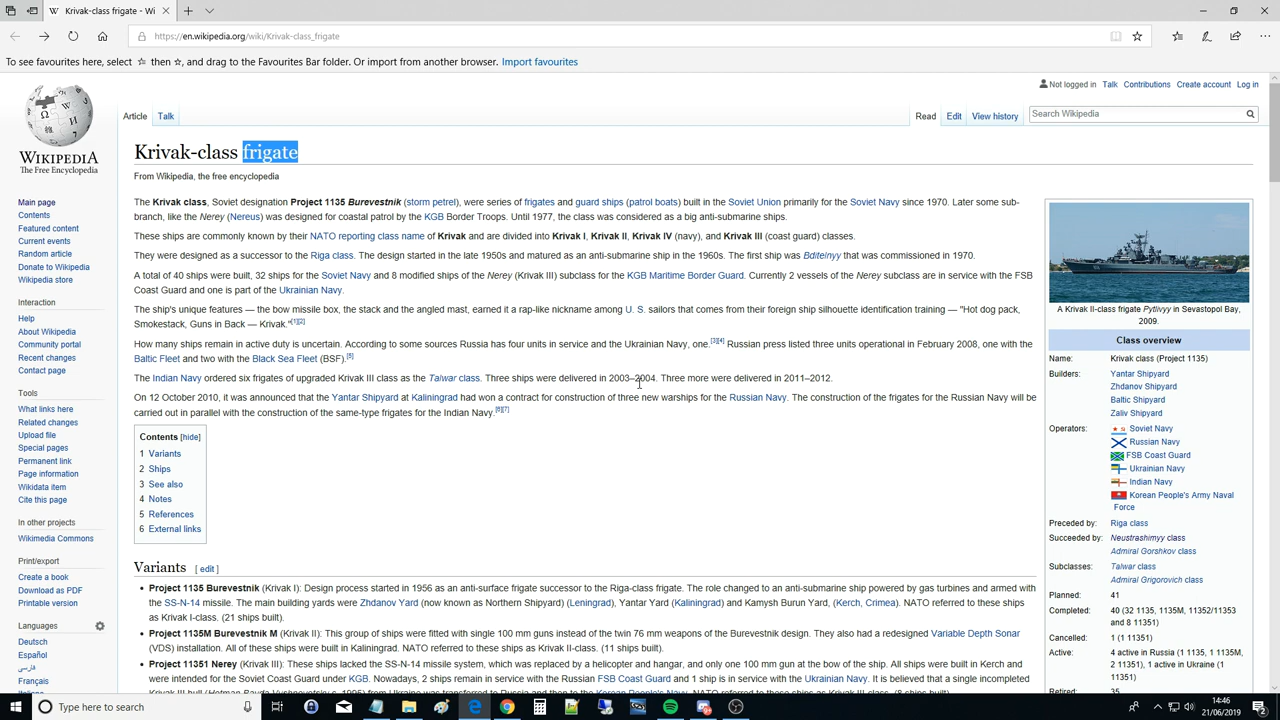 Krivak-class frigate - Wi
https://en.wikipedia.org/wiki/Krivak-class_frigate
To see favourites here, select ☆ then ☆, and drag to the Favourites Bar folder. Or import from another browser. Import favourites
Not logged in Talk Contributions Create account Log in
Article Talk
Read Edit View history
Search Wikipedia
WIKIPEDIA
The Free Encyclopedia
Main page
Contents
Featured content
Current events
Random article
Donate to Wikipedia
Wikipedia store
Interaction
Help
About Wikipedia
Community portal
Recent changes
Contact page
Tools
What links here
Related changes
Upload file
Special pages
Permanent link
Page information
Wikidata item
Cite this page
In other projects
Wikimedia Commons
Print/export
Create a book
Download as PDF
Printable version
Languages
Deutsch
Español
فارسی
Français
Krivak-class frigate
From Wikipedia, the free encyclopedia
The Krivak class, Soviet designation Project 1135 Burevestnik (storm petrel), were series of frigates and guard ships (patrol boats) built in the Soviet Union primarily for the Soviet Navy since 1970. Later some sub-
branch, like the Nerey (Nereus) was designed for coastal patrol by the KGB Border Troops. Until 1977, the class was considered as a big anti-submarine ships.
These ships are commonly known by their NATO reporting class name of Krivak and are divided into Krivak I, Krivak II, Krivak IV (navy), and Krivak III (coast guard) classes.
They were designed as a successor to the Riga class. The design started in the late 1950s and matured as an anti-submarine ship in the 1960s. The first ship was Bditelnyy that was commissioned in 1970.
A total of 40 ships were built, 32 ships for the Soviet Navy and 8 modified ships of the Nerey (Krivak III) subclass for the KGB Maritime Border Guard. Currently 2 vessels of the Nerey subclass are in service with the FSB
Coast Guard and one is part of the Ukrainian Navy.
The ship's unique features — the bow missile box, the stack and the angled mast, earned it a rap-like nickname among U. S. sailors that comes from their foreign ship silhouette identification training — "Hot dog pack,
Smokestack, Guns in Back — Krivak."[1][2]
How many ships remain in active duty is uncertain. According to some sources Russia has four units in service and the Ukrainian Navy, one.[3][4] Russian press listed three units operational in February 2008, one with the
Baltic Fleet and two with the Black Sea Fleet (BSF).[5]
The Indian Navy ordered six frigates of upgraded Krivak III class as the Talwar class. Three ships were delivered in 2003–2004. Three more were delivered in 2011–2012.
On 12 October 2010, it was announced that the Yantar Shipyard at Kaliningrad had won a contract for construction of three new warships for the Russian Navy. The construction of the frigates for the Russian Navy will be
carried out in parallel with the construction of the same-type frigates for the Indian Navy.[6][7]
Contents [hide]
1 Variants
2 Ships
3 See also
4 Notes
5 References
6 External links
Variants [ edit ]
• Project 1135 Burevestnik (Krivak I): Design process started in 1956 as an anti-surface frigate successor to the Riga-class frigate. The role changed to an anti-submarine ship powered by gas turbines and armed with
the SS-N-14 missile. The main building yards were Zhdanov Yard (now known as Northern Shipyard) (Leningrad), Yantar Yard (Kaliningrad) and Kamysh Burun Yard, (Kerch, Crimea). NATO referred to these ships
as Krivak I-class. (21 ships built).
• Project 1135M Burevestnik M (Krivak II): This group of ships were fitted with single 100 mm guns instead of the twin 76 mm weapons of the Burevestnik design. They also had a redesigned Variable Depth Sonar
(VDS) installation. All of these were built in Kaliningrad. NATO referred to these ships as Krivak II-class. (11 ships built).
• Project 11351 Nerey (Krivak III): These ships lacked the SS-N-14 missile system, which was replaced by a helicopter and hangar, and only one 100 mm gun at the bow of the ship. All ships were built in Kerch and
were intended for the Soviet Coast Guard under KGB. Nowadays, 2 ships remain in service with the Russian FSB Coast Guard and 1 ship is in service with the Ukrainian Navy. It is believed that a single incompleted
A Krivak II-class frigate Pytlivyy in Sevastopol Bay,
2009.
Class overview
Name: Krivak class (Project 1135)
Builders: Yantar Shipyard
Zhdanov Shipyard
Baltic Shipyard
Zaliv Shipyard
Operators: Soviet Navy
Russian Navy
FSB Coast Guard
Ukrainian Navy
Indian Navy
Korean People's Army Naval
Force
Preceded by: Riga class
Succeeded by: Neustrashimyy class
Admiral Gorshkov class
Subclasses: Talwar class
Admiral Grigorovich class
Planned: 41
Completed: 40 (32 1135, 1135M, 11352/11353
and 8 11351)
Cancelled: 1 (1 11351)
Active: 4 active in Russia (1 1135, 1 1135M,
2 11351), 1 active in Ukraine (1
11351)
Retired: 35
Type here to search
14:46
21/06/2019